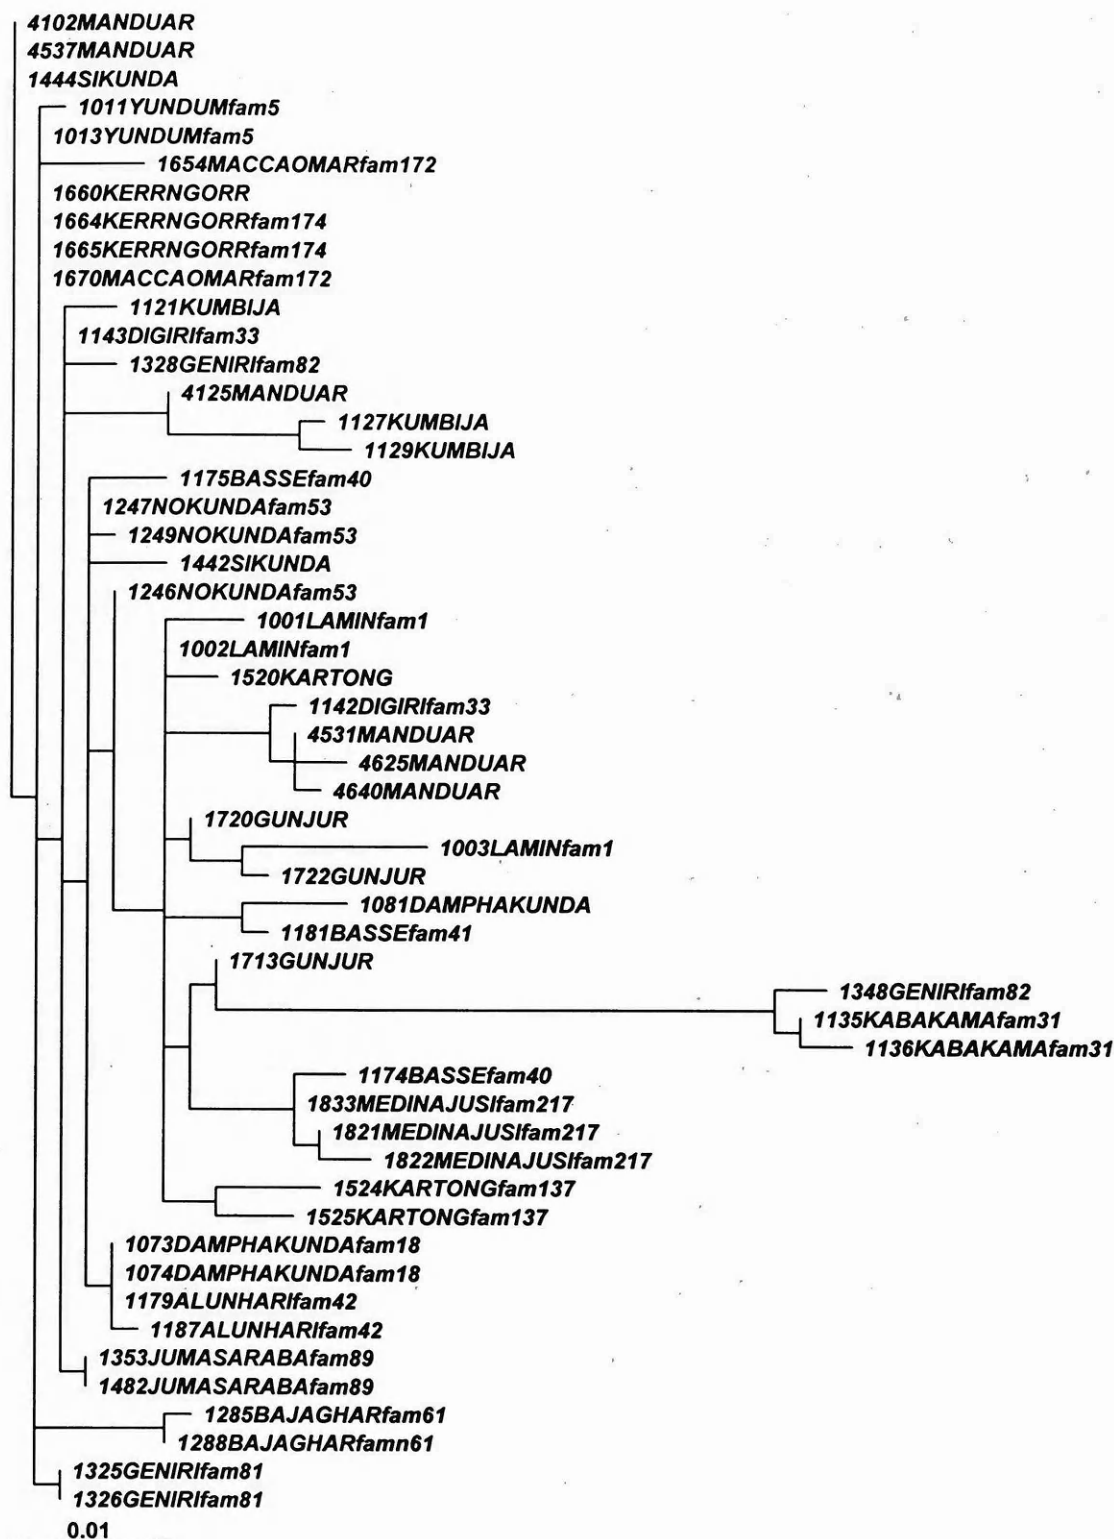 4102MANDUAR
4537MANDUAR
1444SIKUNDA
1011YUNDUMfam5
1013YUNDUMfam5
1654MACCAOMARfam172
1660KERRNGORR
1664KERRNGORRfam174
1665KERRNGORRfam174
1670MACCAOMARfam172
1121KUMBIJA
1143DIGIRIfam33
1328GENIRIfam82
4125MANDUAR
1127KUMBIJA
1129KUMBIJA
1175BASSEfam40
1247NOKUNDAfam53
1249NOKUNDAfam53
1442SIKUNDA
1246NOKUNDAfam53
1001LAMINfam1
1002LAMINfam1
1520KARTONG
1142DIGIRIfam33
4531MANDUAR
4625MANDUAR
4640MANDUAR
1720GUNJUR
1003LAMINfam1
1722GUNJUR
1081DAMPHAKUNDA
1181BASSEfam41
1713GUNJUR
1348GENIRIfam82
1135KABAKAMAfam31
1136KABAKAMAfam31
1174BASSEfam40
1833MEDINAJUSIfam217
1821MEDINAJUSIfam217
1822MEDINAJUSIfam217
1524KARTONGfam137
1525KARTONGfam137
1073DAMPHAKUNDAfam18
1074DAMPHAKUNDAfam18
1179ALUNHARIfam42
1187ALUNHARIfam42
1353JUMASARABAfam89
1482JUMASARABAfam89
1285BAJAGHARfam61
1288BAJAGHARfamn61
1325GENIRIfam81
1326GENIRIfam81
0.01